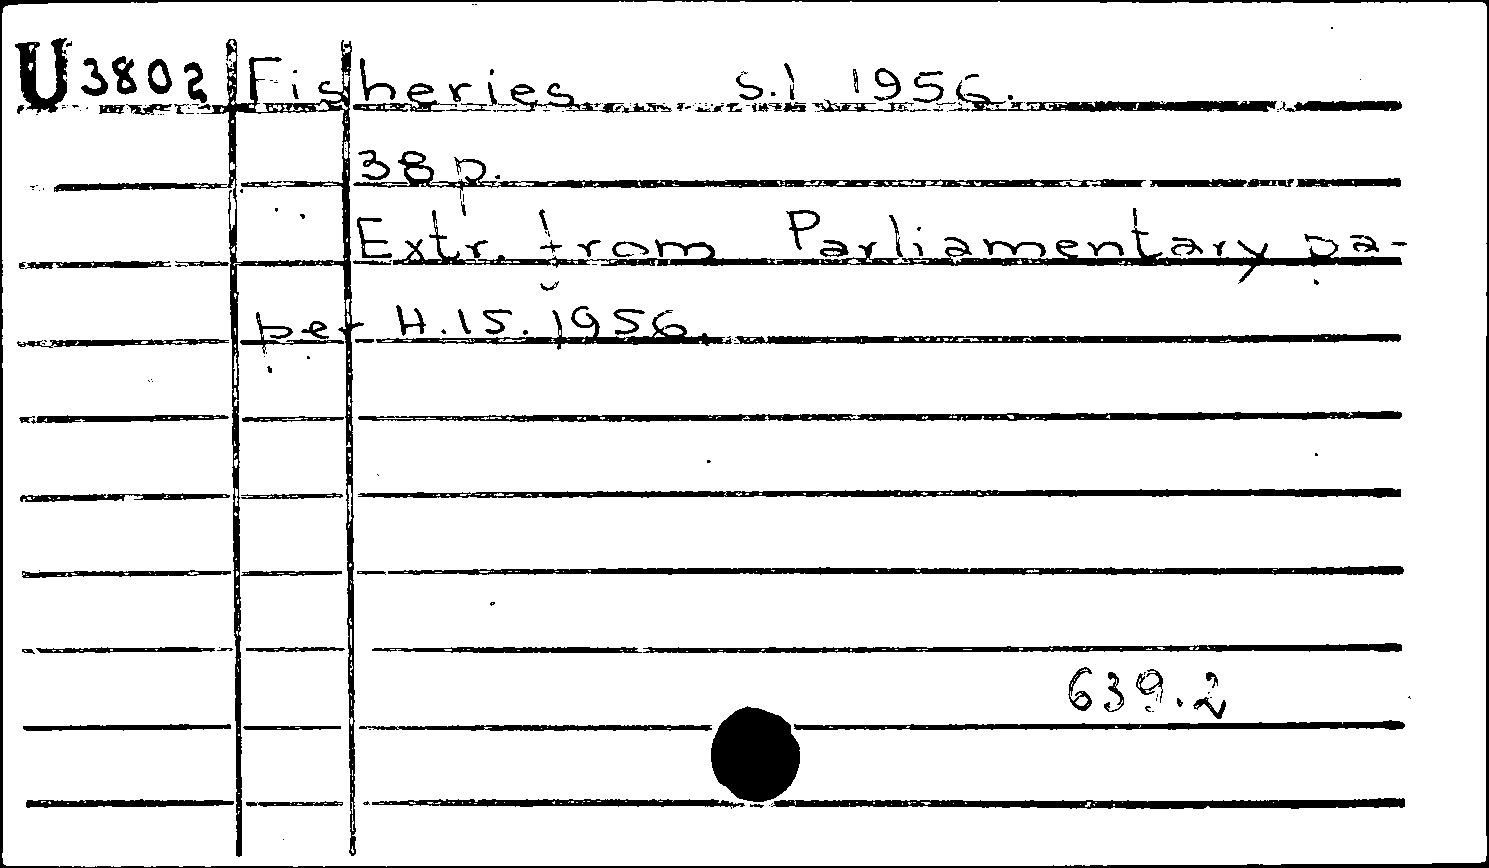 U3802 Fisheries S.l 1956.
38 p.
Extr. from Parliamentary pa-
per H.15. 1956.
639.2